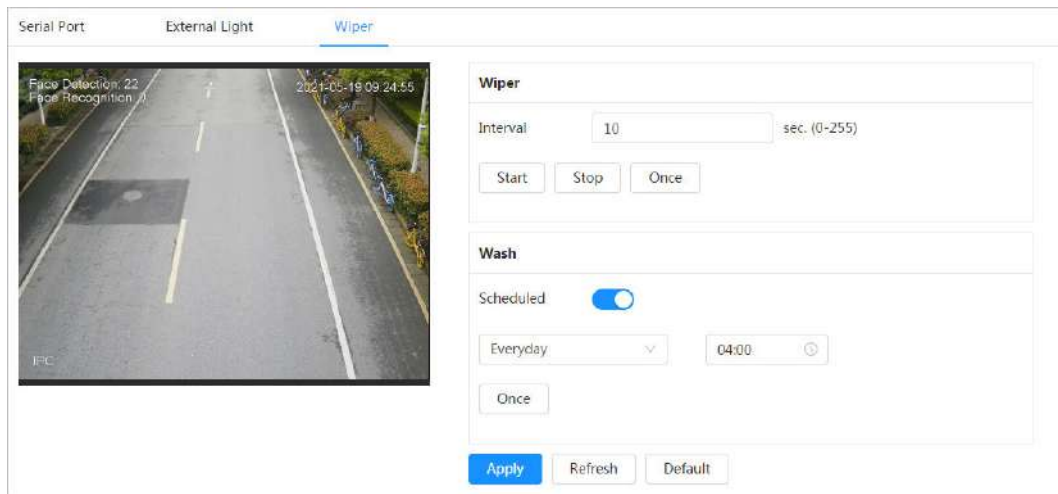 Serial Port External Light Wiper
Face Detection: 22
Face Recognition: 0
2021-05-19 09:24:55
IPC
Wiper
Interval 10 sec. (0-255)
Start Stop Once
Wash
Scheduled
Everyday 04:00
Once
Apply Refresh Default